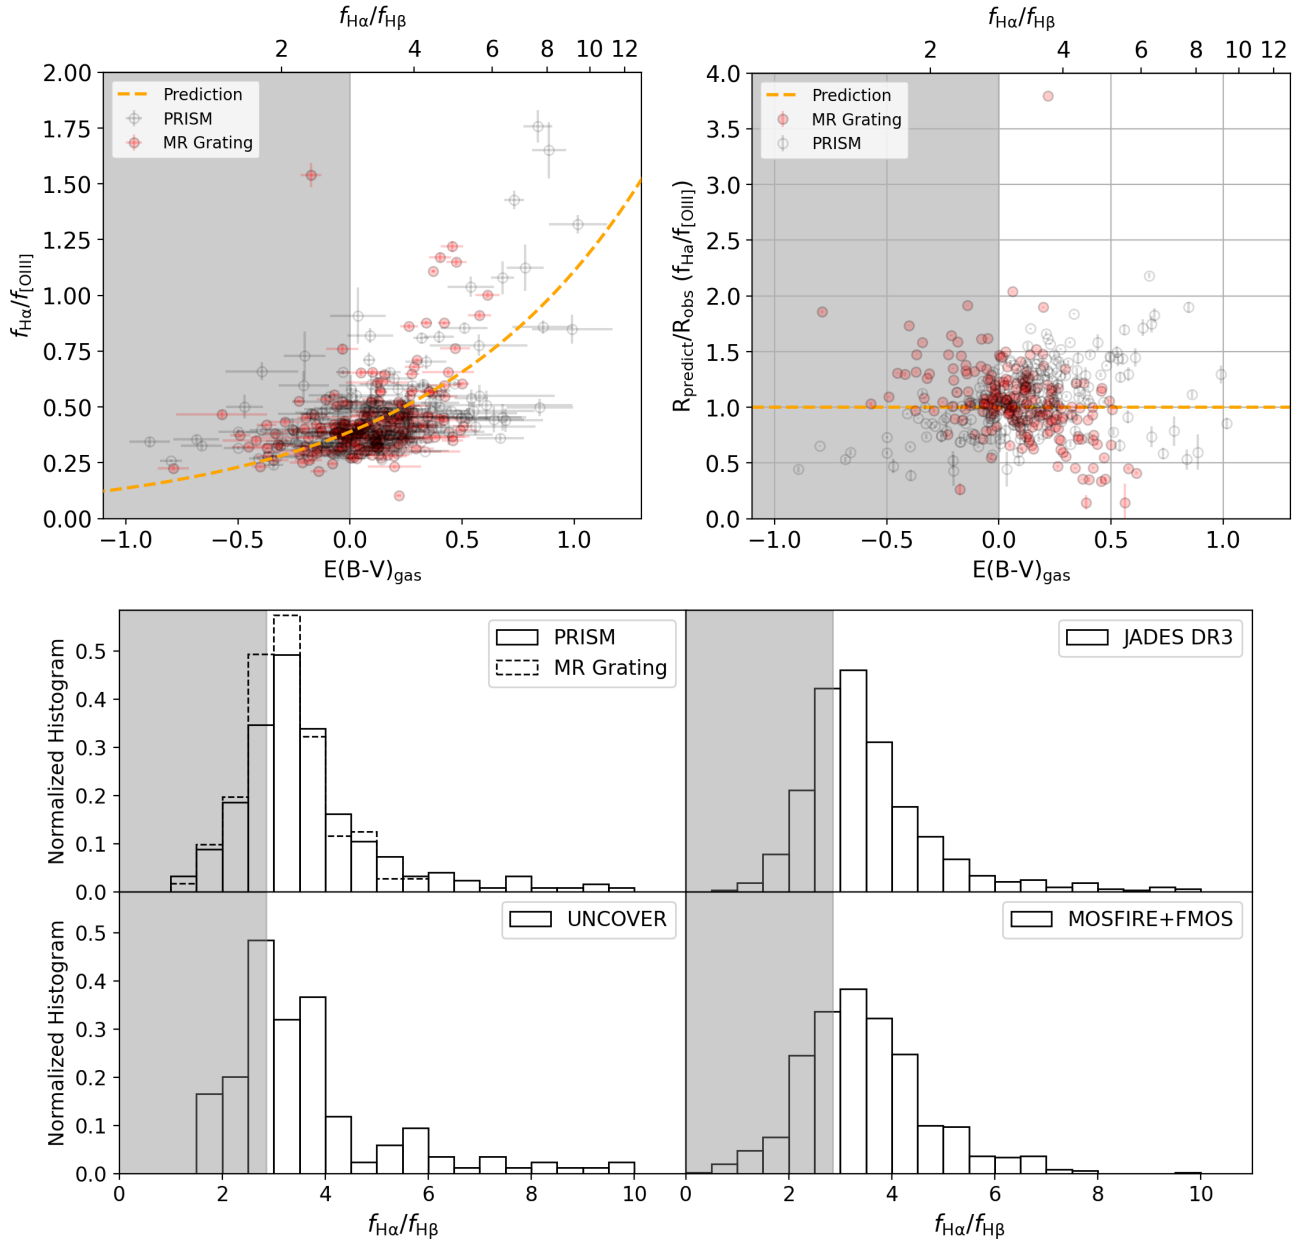 fHα/fHβ
2 4 6 8 10 12
2.00
1.75
1.50
1.25
1.00
0.75
0.50
0.25
0.00
fHα/f[OIII]
Prediction
PRISM
MR Grating
−1.0 −0.5 0.0 0.5 1.0
E(B-V)gas
fHα/fHβ
2 4 6 8 10 12
4.0
3.5
3.0
2.5
2.0
1.5
1.0
0.5
0.0
Rpredict/Robs (fHa/f[OIII])
Prediction
MR Grating
PRISM
−1.0 −0.5 0.0 0.5 1.0
E(B-V)gas
Normalized Histogram
0.5
0.4
0.3
0.2
0.1
0.0
PRISM
MR Grating
JADES DR3
Normalized Histogram
0.5
0.4
0.3
0.2
0.1
0.0
UNCOVER
MOSFIRE+FMOS
0 2 4 6 8 10
fHα/fHβ
0 2 4 6 8 10
fHα/fHβ